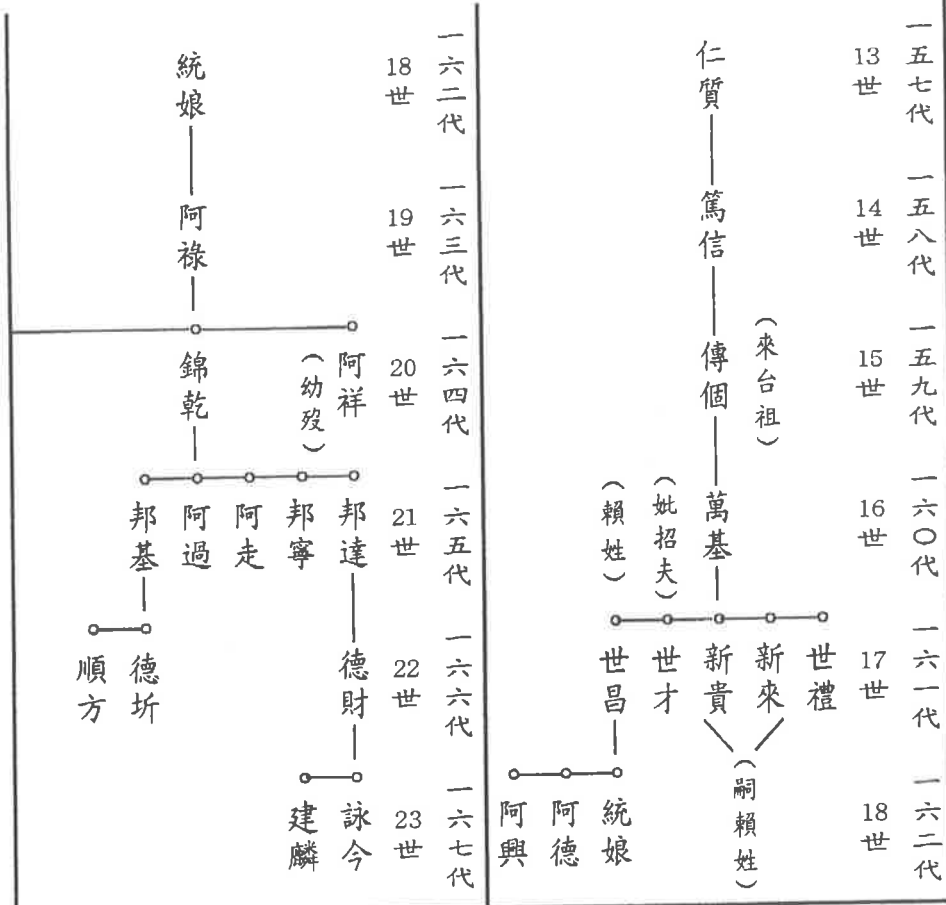 一五七代
一五八代
一五九代
一六〇代
一六一代
一六二代
13世
14世
15世
16世
17世
18世
仁質
篤信
傳個
（來台祖）
萬基
（妣招夫）
（賴姓）
世禮
新來
新貴
世才
世昌
（嗣賴姓）
統娘
阿德
阿興
一六二代
一六三代
一六四代
一六五代
一六六代
一六七代
18世
19世
20世
21世
22世
23世
統娘
阿祿
阿祥
（幼歿）
錦乾
邦達
邦寧
阿走
阿過
邦基
德財
德圻
順方
詠今
建麟